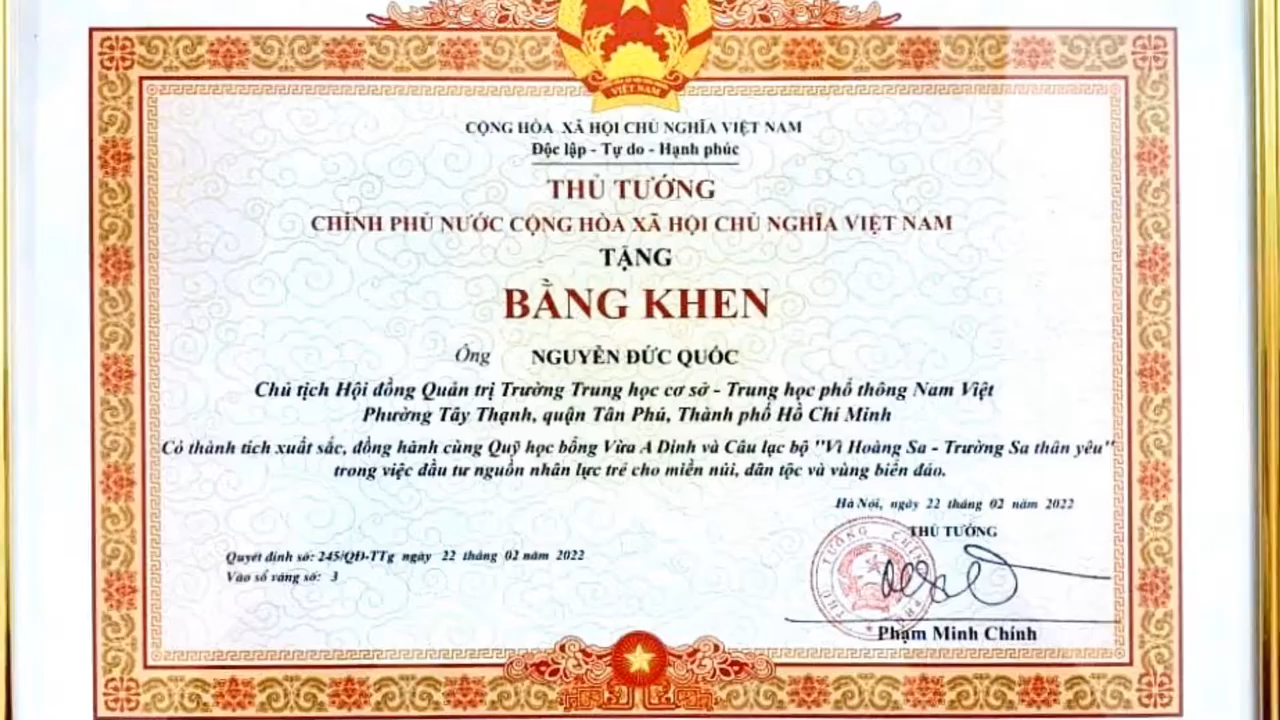 VIỆT NAM
CỘNG HÒA XÃ HỘI CHỦ NGHĨA VIỆT NAM
Độc lập - Tự do - Hạnh phúc
THỦ TƯỚNG
CHÍNH PHỦ NƯỚC CỘNG HÒA XÃ HỘI CHỦ NGHĨA VIỆT NAM
TẶNG
BẰNG KHEN
Ông NGUYỄN ĐỨC QUỐC
Chủ tịch Hội đồng Quản trị Trường Trung học cơ sở - Trung học phổ thông Nam Việt
Phường Tây Thạnh, quận Tân Phú, Thành phố Hồ Chí Minh
Có thành tích xuất sắc, đồng hành cùng Quỹ học bổng Vừa A Dính và Câu lạc bộ "Vì Hoàng Sa - Trường Sa thân yêu"
trong việc đầu tư nguồn nhân lực trẻ cho miền núi, dân tộc và vùng biển đảo.
Hà Nội, ngày 22 tháng 02 năm 2022
THỦ TƯỚNG
Quyết định số: 245/QĐ-TTg ngày 22 tháng 02 năm 2022
Vào sổ vàng số: 3
THỦ TƯỚNG CHÍNH PHỦ
Phạm Minh Chính